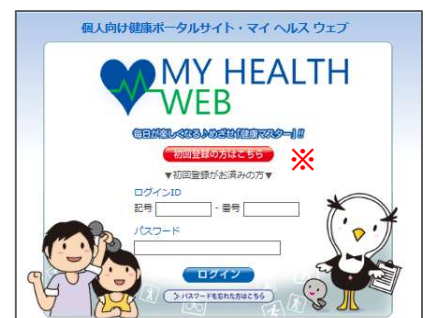 個人向け健康ポータルサイト・マイ ヘルス ウェブ
MY HEALTH
WEB
毎日が楽しくなる♪めざせ「健康マスター」!!
初回登録の方はこちら ※
▼初回登録がお済みの方▼
ログインID
記号 - 番号
パスワード
ログイン
パスワードを忘れた方はこちら